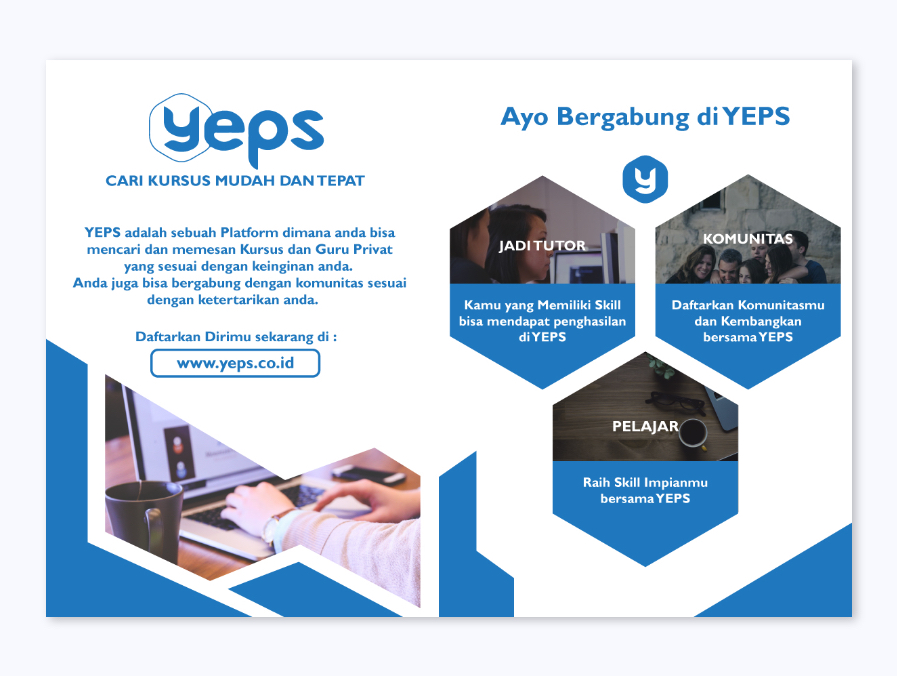 yeps
CARI KURSUS MUDAH DAN TEPAT
YEPS adalah sebuah Platform dimana anda bisa
mencari dan memesan Kursus dan Guru Privat
yang sesuai dengan keinginan anda.
Anda juga bisa bergabung dengan komunitas sesuai
dengan ketertarikan anda.
Daftarkan Dirimu sekarang di :
www.yeps.co.id
Ayo Bergabung di YEPS
y
JADI TUTOR
Kamu yang Memiliki Skill
bisa mendapat penghasilan
di YEPS
KOMUNITAS
Daftarkan Komunitasmu
dan Kembangkan
bersama YEPS
PELAJAR
Raih Skill Impianmu
bersama YEPS